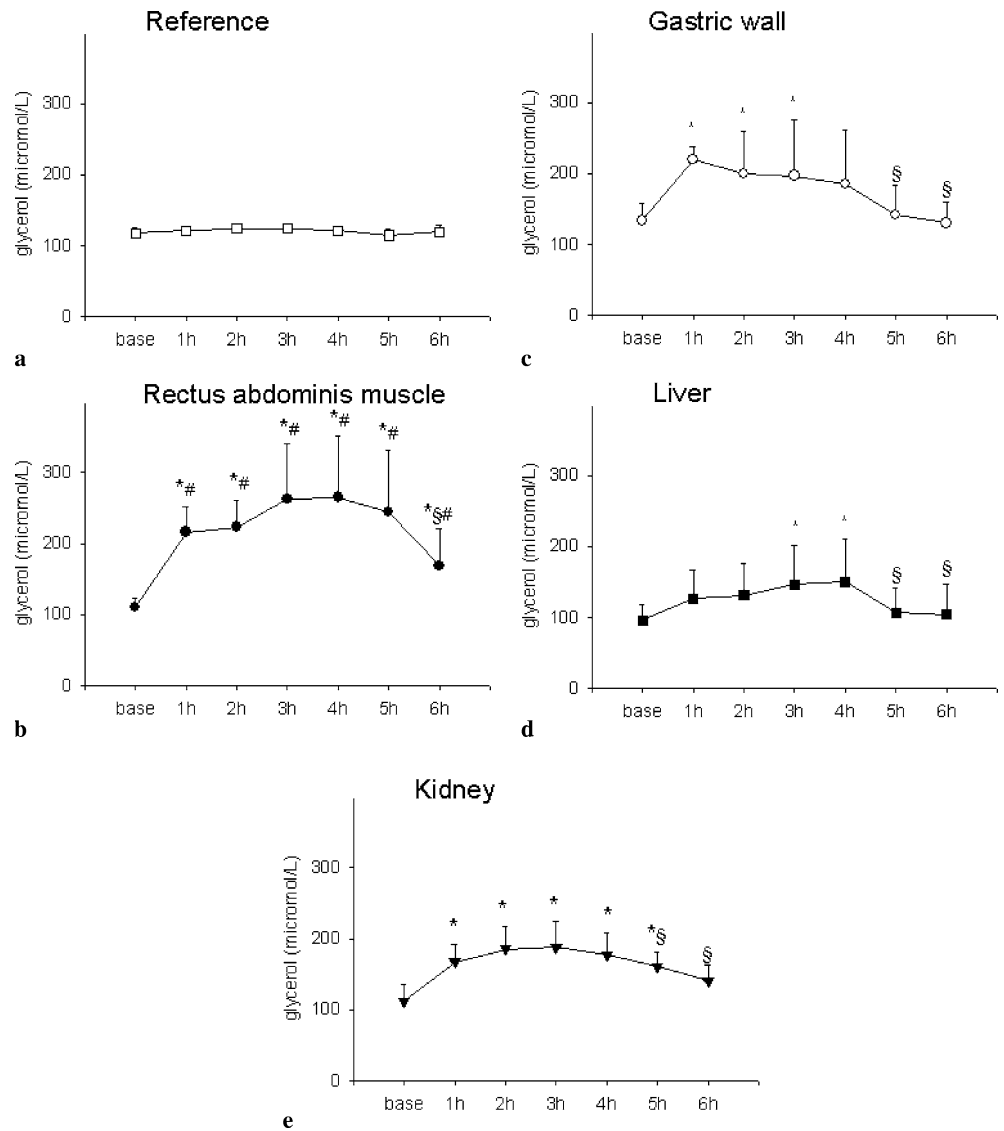 Reference
glycerol (micromol/L)
300
200
100
0
base 1h 2h 3h 4h 5h 6h
a
Gastric wall
glycerol (micromol/L)
300
200
100
0
* * *
§ §
base 1h 2h 3h 4h 5h 6h
c
Rectus abdominis muscle
glycerol (micromol/L)
300
200
100
0
*# *# *# *# *# *§#
base 1h 2h 3h 4h 5h 6h
b
Liver
glycerol (micromol/L)
300
200
100
0
* *
§ §
base 1h 2h 3h 4h 5h 6h
d
Kidney
glycerol (micromol/L)
300
200
100
0
* * * * *§ §
base 1h 2h 3h 4h 5h 6h
e